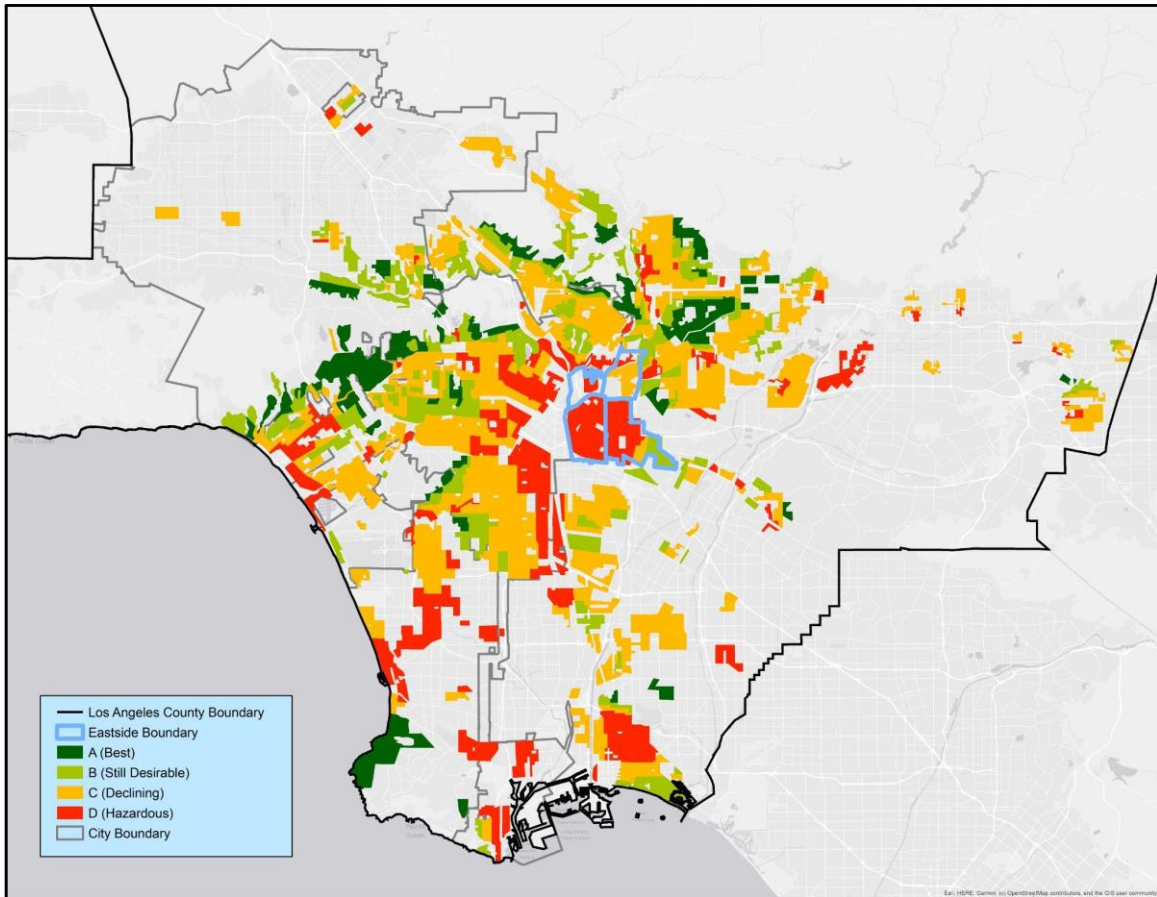 Los Angeles County Boundary
Eastside Boundary
A (Best)
B (Still Desirable)
C (Declining)
D (Hazardous)
City Boundary
Esri, HERE, Garmin, (c) OpenStreetMap contributors, and the GIS user community